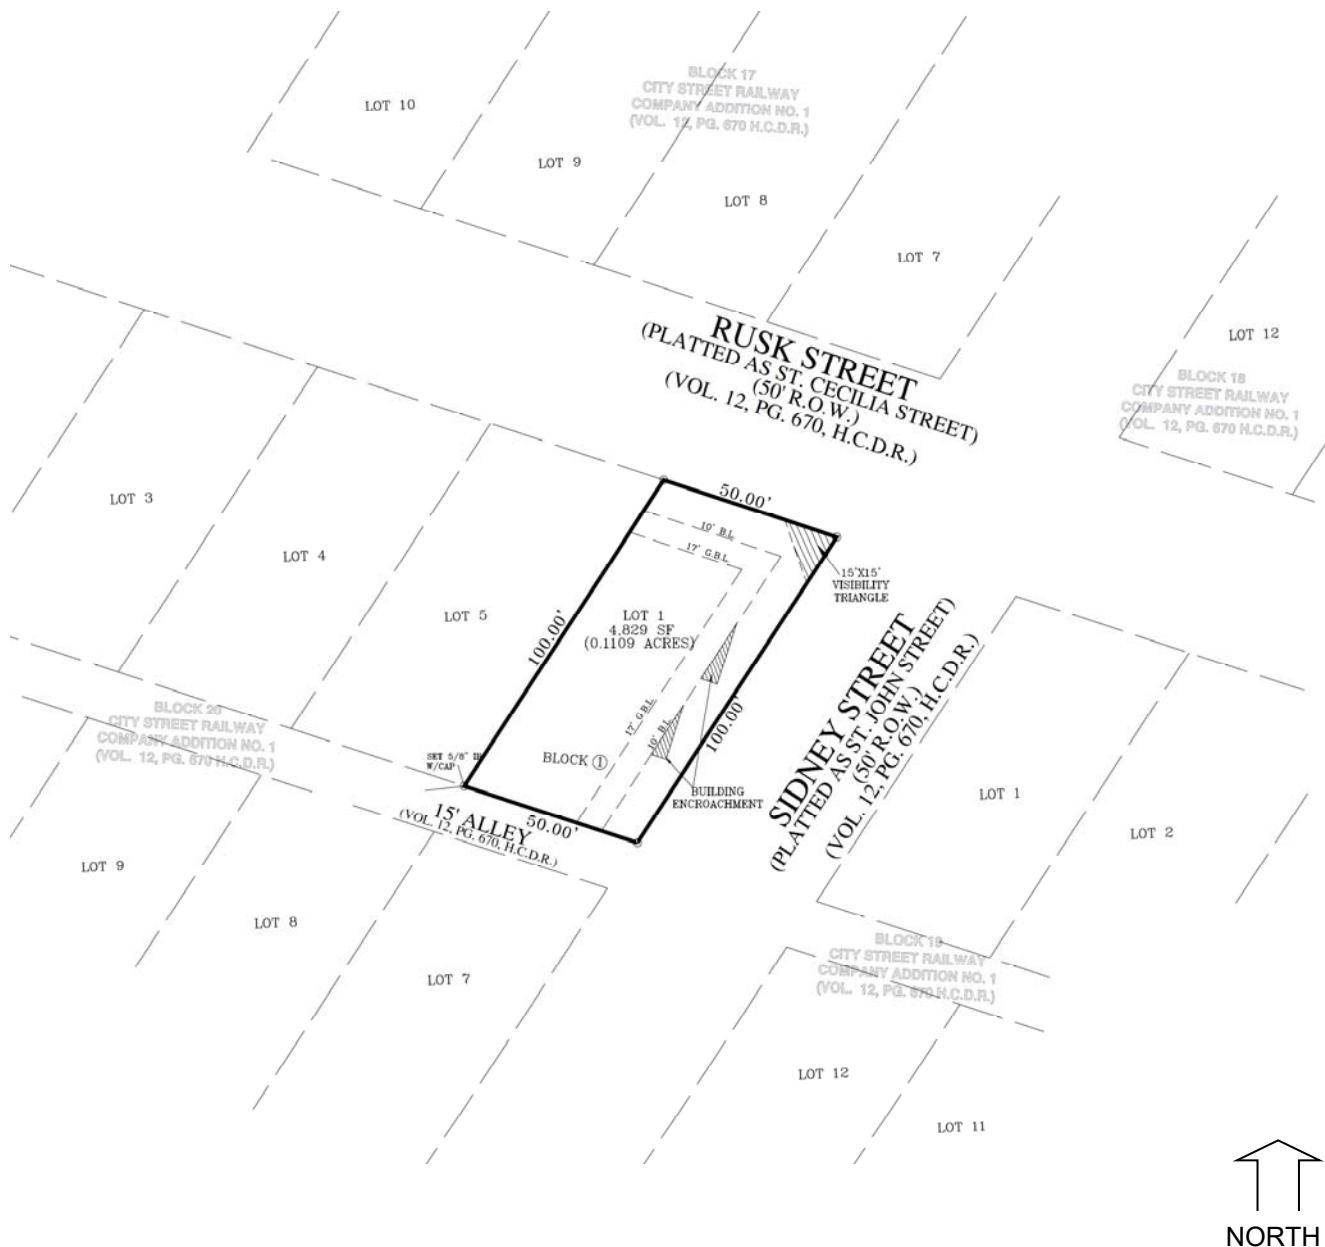 BLOCK 17
CITY STREET RAILWAY
COMPANY ADDITION NO. 1
(VOL. 12, PG. 670 H.C.D.R.)
LOT 10
LOT 9
LOT 8
LOT 7
RUSK STREET
(PLATTED AS ST. CECILIA STREET)
(50' R.O.W.)
(VOL. 12, PG. 670, H.C.D.R.)
LOT 12
BLOCK 18
CITY STREET RAILWAY
COMPANY ADDITION NO. 1
(VOL. 12, PG. 670 H.C.D.R.)
LOT 3
LOT 4
LOT 5
50.00'
10' B.L
17' G.B.L
15'X15'
VISIBILITY
TRIANGLE
LOT 1
4,829 SF
(0.1109 ACRES)
100.00'
100.00'
17' G.B.L
10' B.L
BLOCK 1
BUILDING
ENCROACHMENT
SET 5/8" IR
W/CAP
50.00'
15' ALLEY
(VOL. 12, PG. 670, H.C.D.R.)
SIDNEY STREET
(PLATTED AS ST. JOHN STREET)
(50' R.O.W.)
(VOL. 12, PG. 670, H.C.D.R.)
BLOCK 20
CITY STREET RAILWAY
COMPANY ADDITION NO. 1
(VOL. 12, PG. 670 H.C.D.R.)
LOT 1
LOT 2
LOT 9
LOT 8
LOT 7
BLOCK 19
CITY STREET RAILWAY
COMPANY ADDITION NO. 1
(VOL. 12, PG. 670 H.C.D.R.)
LOT 12
LOT 11
NORTH